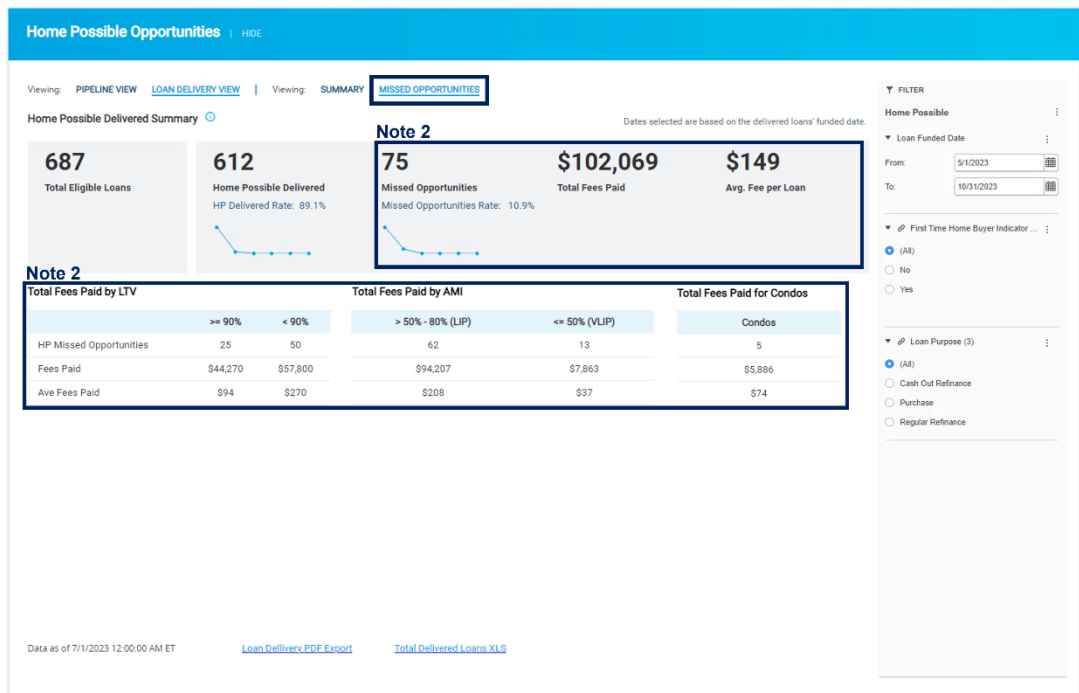 Home Possible Opportunities | HIDE
Viewing: PIPELINE VIEW LOAN DELIVERY VIEW | Viewing: SUMMARY MISSED OPPORTUNITIES
Home Possible Delivered Summary
Dates selected are based on the delivered loans' funded date.
Note 2
687
Total Eligible Loans
612
Home Possible Delivered
HP Delivered Rate: 89.1%
75
Missed Opportunities
Missed Opportunities Rate: 10.9%
$102,069
Total Fees Paid
$149
Avg. Fee per Loan
Note 2
Total Fees Paid by LTV
>= 90% < 90%
HP Missed Opportunities 25 50
Fees Paid $44,270 $57,800
Ave Fees Paid $94 $270
Total Fees Paid by AMI
> 50% - 80% (LIP) <= 50% (VLIP)
62 13
$94,207 $7,863
$208 $37
Total Fees Paid for Condos
Condos
5
$5,886
$74
Data as of 7/1/2023 12:00:00 AM ET
Loan Dellivery PDF Export
Total Delivered Loans XLS
FILTER
Home Possible
Loan Funded Date
From: 5/1/2023
To: 10/31/2023
First Time Home Buyer Indicator ...
(All)
No
Yes
Loan Purpose (3)
(All)
Cash Out Refinance
Purchase
Regular Refinance